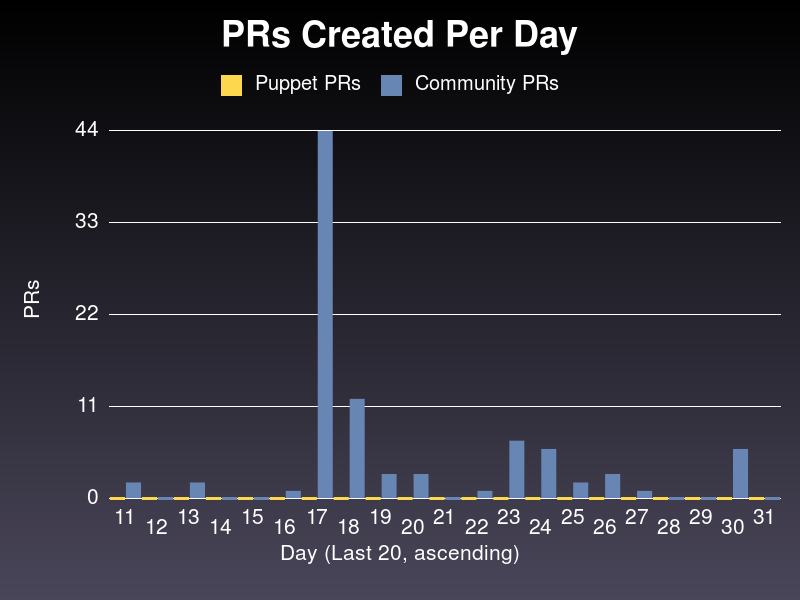 PRs Created Per Day
Puppet PRs Community PRs
44
33
22
11
0
PRs
11 12 13 14 15 16 17 18 19 20 21 22 23 24 25 26 27 28 29 30 31
Day (Last 20, ascending)